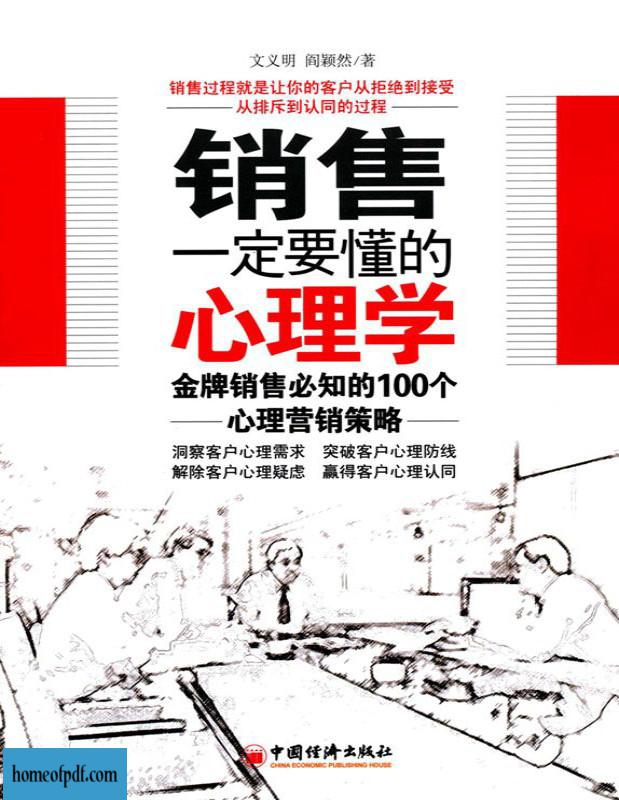 文义明 阎颖然/著
销售过程就是让你的客户从拒绝到接受
从排斥到认同的过程
销售
一定要懂的
心理学
金牌销售必知的100个
心理营销策略
洞察客户心理需求 突破客户心理防线
解除客户心理疑虑 赢得客户心理认同
中国经济出版社
CHINA ECONOMIC PUBLISHING HOUSE
homeofpdf.com